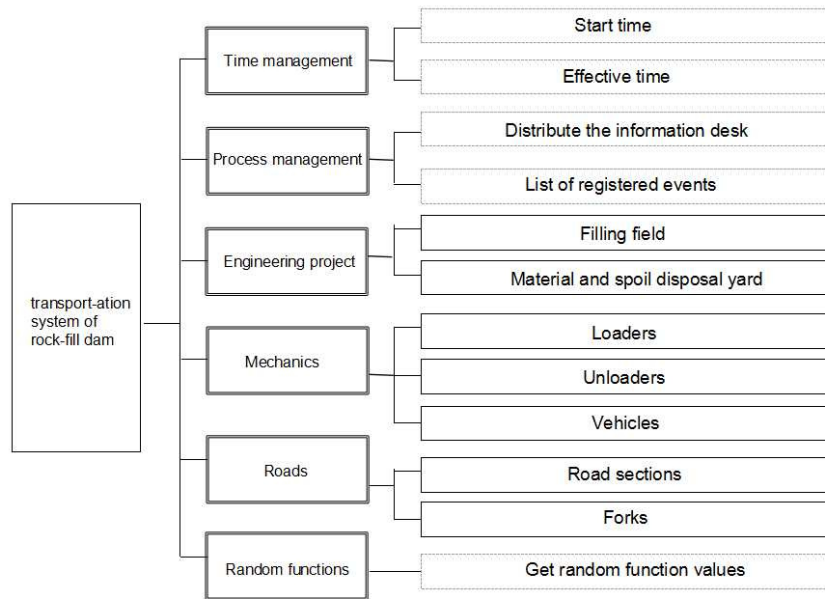 transport-ation
system of
rock-fill dam
Time management
Start time
Effective time
Process management
Distribute the information desk
List of registered events
Engineering project
Filling field
Material and spoil disposal yard
Mechanics
Loaders
Unloaders
Vehicles
Roads
Road sections
Forks
Random functions
Get random function values